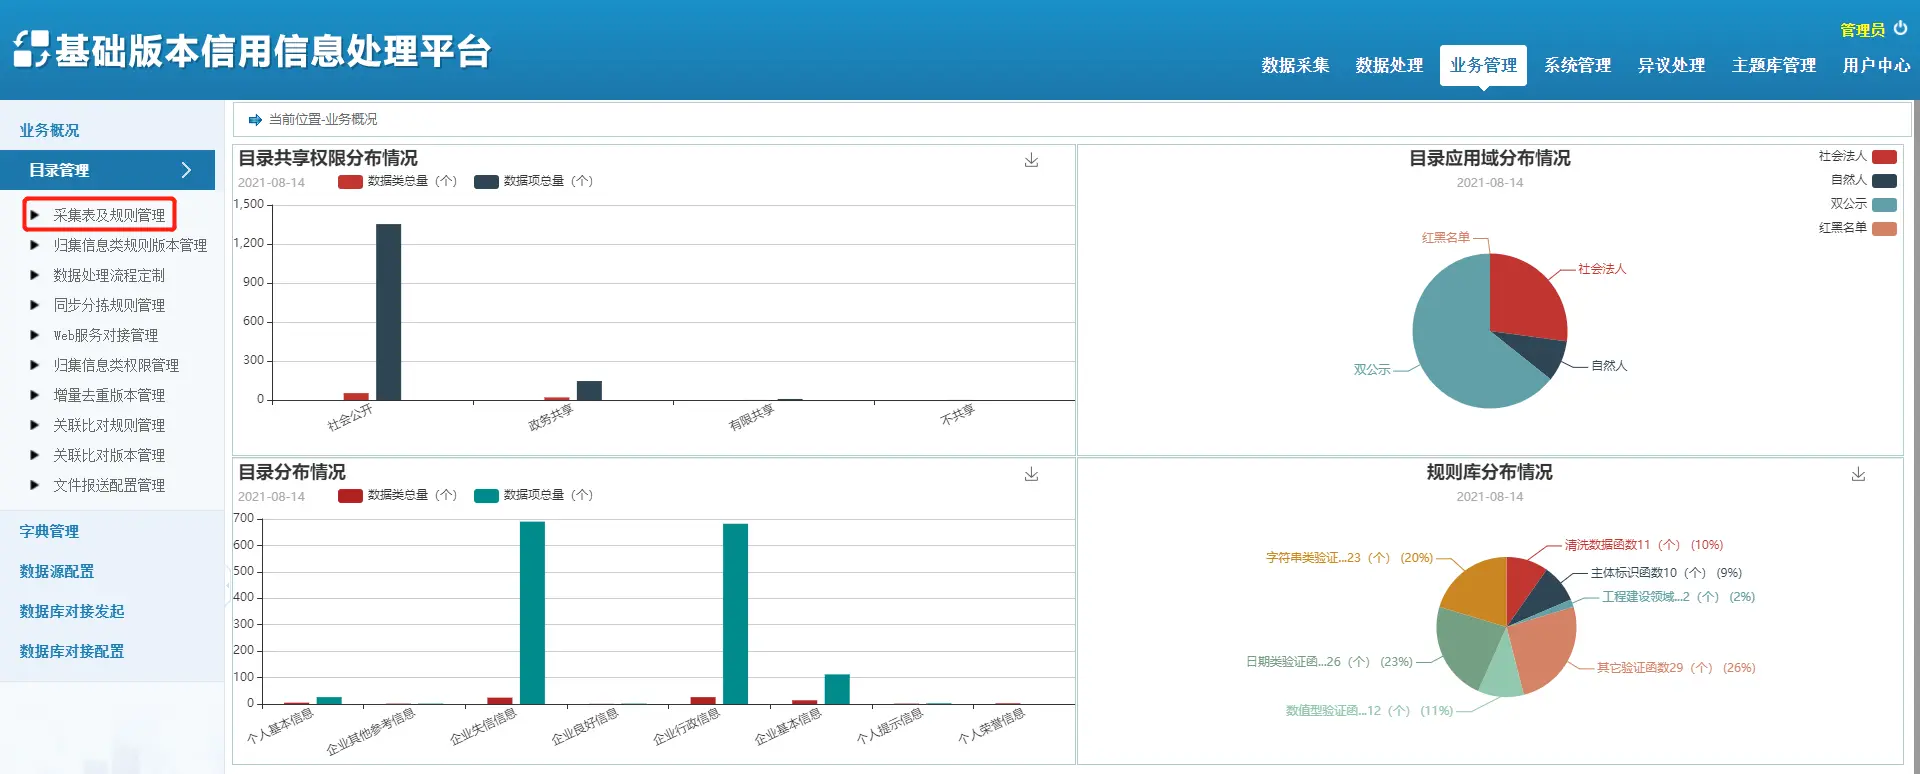 基础版本信用信息处理平台
管理员
数据采集 数据处理 业务管理 系统管理 异议处理 主题库管理 用户中心
业务概况
目录管理
采集表及规则管理
归集信息类规则版本管理
数据处理流程定制
同步分拣规则管理
Web服务对接管理
归集信息类权限管理
增量去重版本管理
关联比对规则管理
关联比对版本管理
文件报送配置管理
字典管理
数据源配置
数据库对接发起
数据库对接配置
当前位置-业务概况
目录共享权限分布情况
2021-08-14 数据类总量（个） 数据项总量（个）
1,500
1,200
900
600
300
0
社会公开 政务共享 有限共享 不共享
目录应用域分布情况
2021-08-14
社会法人
自然人
双公示
红黑名单
红黑名单
社会法人
自然人
双公示
目录分布情况
2021-08-14 数据类总量（个） 数据项总量（个）
700
600
500
400
300
200
100
0
个人基本信息 企业其他参考信息 企业失信信息 企业良好信息 企业行政信息 企业基本信息 个人提示信息 个人荣誉信息
规则库分布情况
2021-08-14
清洗数据函数11（个） (10%)
主体标识函数10（个） (9%)
工程建设领域...2（个） (2%)
其它验证函数29（个） (26%)
数值型验证函...12（个） (11%)
日期类验证函...26（个） (23%)
字符串类验证...23（个） (20%)